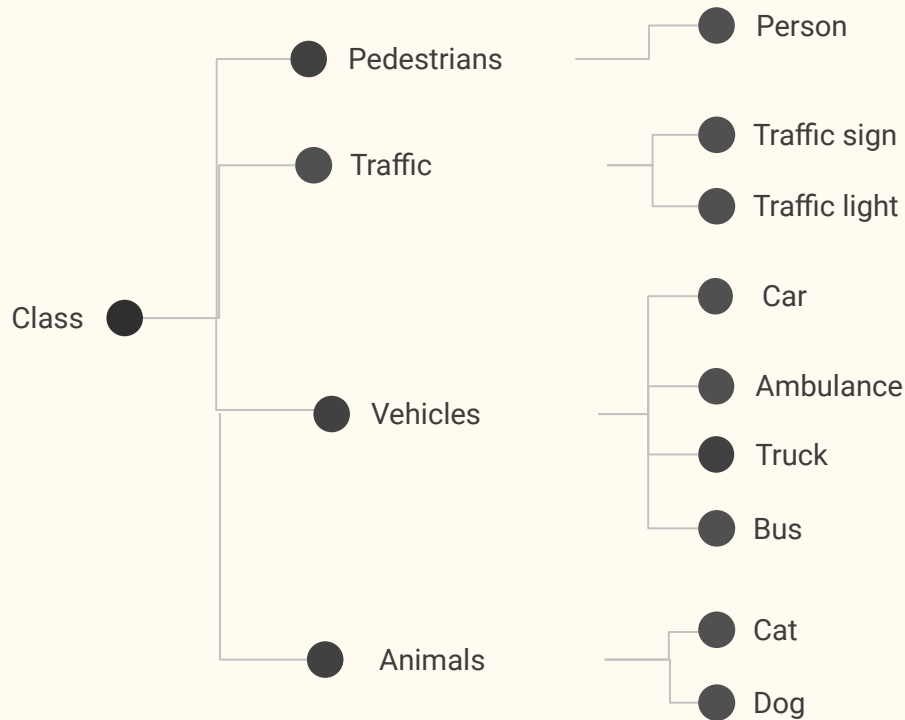 Class
Pedestrians
Person
Traffic
Traffic sign
Traffic light
Vehicles
Car
Ambulance
Truck
Bus
Animals
Cat
Dog